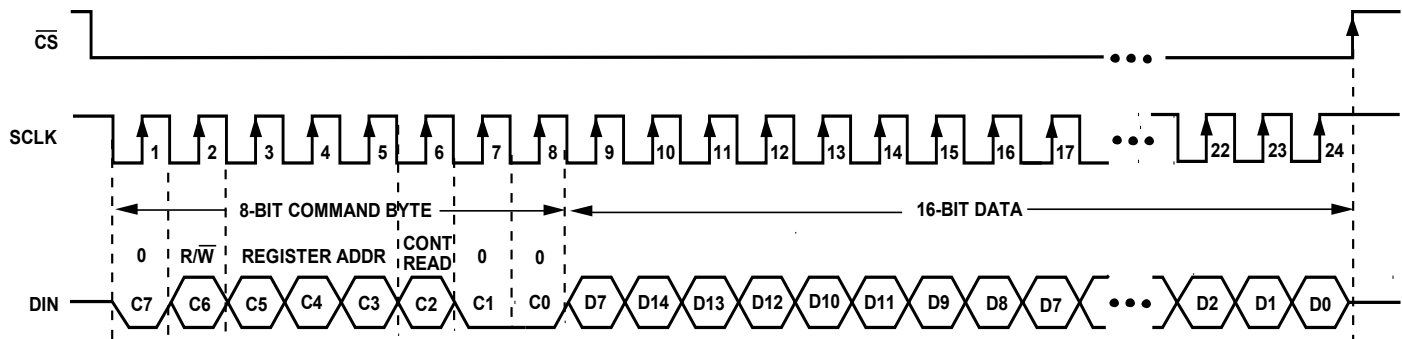 CS
SCLK
1 2 3 4 5 6 7 8 9 10 11 12 13 14 15 16 17 22 23 24
8-BIT COMMAND BYTE 16-BIT DATA
0 R/W REGISTER ADDR CONT READ 0 0
DIN C7 C6 C5 C4 C3 C2 C1 C0 D7 D14 D13 D12 D10 D11 D9 D8 D7 D2 D1 D0